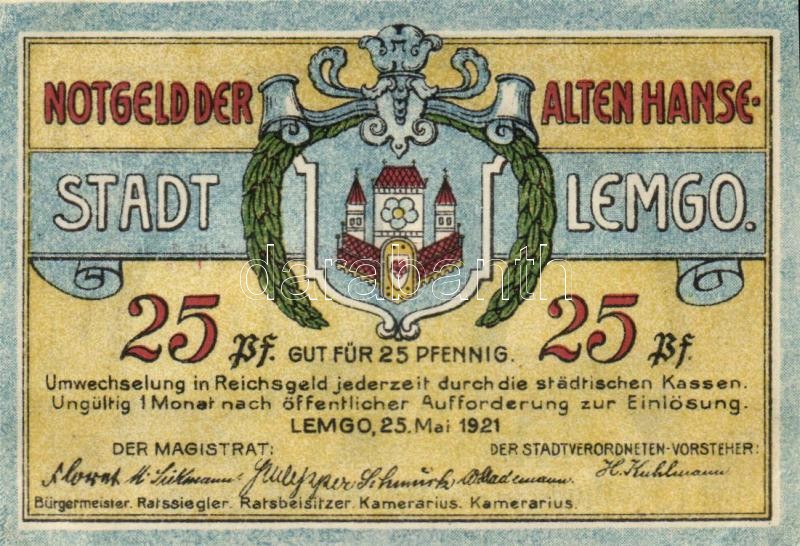 NOTGELD DER ALTEN HANSE-
STADT LEMGO.
25 Pf. GUT FÜR 25 PFENNIG. 25 Pf.
Umwechselung in Reichsgeld jederzeit durch die städtischen Kassen.
Ungültig 1 Monat nach öffentlicher Aufforderung zur Einlösung.
LEMGO, 25. Mai 1921
DER MAGISTRAT: DER STADTVERORDNETEN-VORSTEHER:
H. Kuhlmann
Bürgermeister. Ratssiegler. Ratsbeisitzer. Kamerarius. Kamerarius.
darabanth